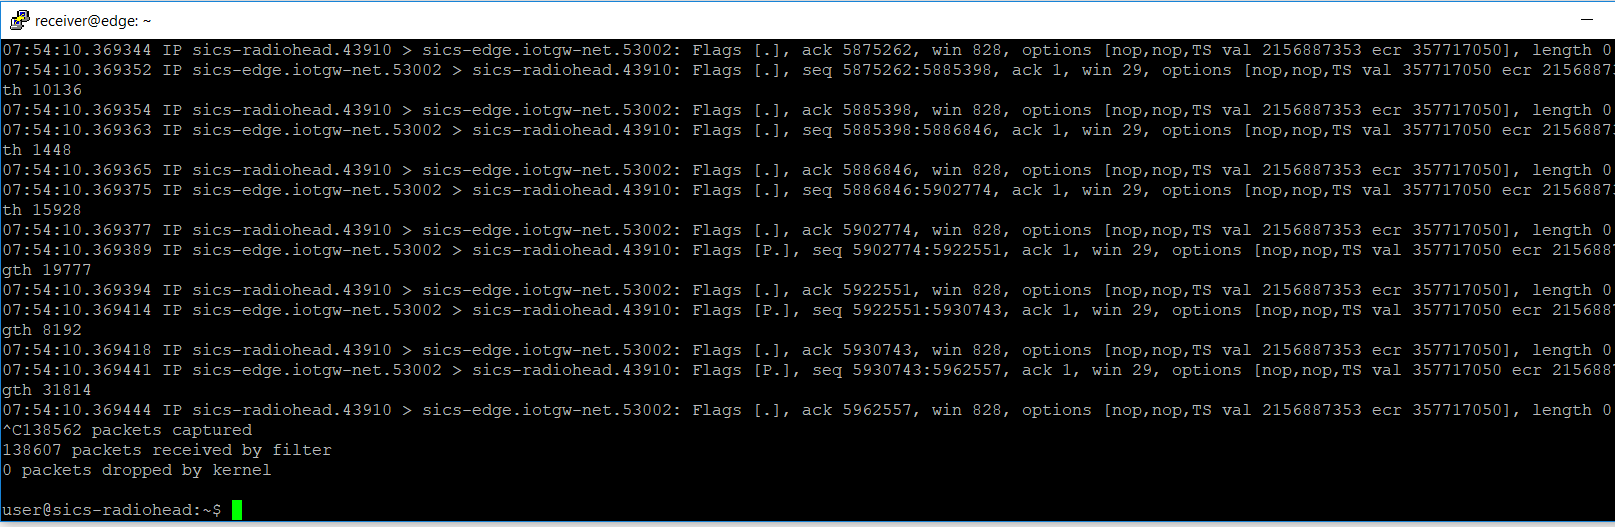 receiver@edge: ~
07:54:10.369344 IP sics-radiohead.43910 > sics-edge.iotgw-net.53002: Flags [.], ack 5875262, win 828, options [nop,nop,TS val 2156887353 ecr 357717050], length 0
07:54:10.369352 IP sics-edge.iotgw-net.53002 > sics-radiohead.43910: Flags [.], seq 5875262:5885398, ack 1, win 29, options [nop,nop,TS val 357717050 ecr 2156887
th 10136
07:54:10.369354 IP sics-radiohead.43910 > sics-edge.iotgw-net.53002: Flags [.], ack 5885398, win 828, options [nop,nop,TS val 2156887353 ecr 357717050], length 0
07:54:10.369363 IP sics-edge.iotgw-net.53002 > sics-radiohead.43910: Flags [.], seq 5885398:5886846, ack 1, win 29, options [nop,nop,TS val 357717050 ecr 2156887
th 1448
07:54:10.369365 IP sics-radiohead.43910 > sics-edge.iotgw-net.53002: Flags [.], ack 5886846, win 828, options [nop,nop,TS val 2156887353 ecr 357717050], length 0
07:54:10.369375 IP sics-edge.iotgw-net.53002 > sics-radiohead.43910: Flags [.], seq 5886846:5902774, ack 1, win 29, options [nop,nop,TS val 357717050 ecr 2156887
th 15928
07:54:10.369377 IP sics-radiohead.43910 > sics-edge.iotgw-net.53002: Flags [.], ack 5902774, win 828, options [nop,nop,TS val 2156887353 ecr 357717050], length 0
07:54:10.369389 IP sics-edge.iotgw-net.53002 > sics-radiohead.43910: Flags [P.], seq 5902774:5922551, ack 1, win 29, options [nop,nop,TS val 357717050 ecr 215688
gth 19777
07:54:10.369394 IP sics-radiohead.43910 > sics-edge.iotgw-net.53002: Flags [.], ack 5922551, win 828, options [nop,nop,TS val 2156887353 ecr 357717050], length 0
07:54:10.369414 IP sics-edge.iotgw-net.53002 > sics-radiohead.43910: Flags [P.], seq 5922551:5930743, ack 1, win 29, options [nop,nop,TS val 357717050 ecr 215688
gth 8192
07:54:10.369418 IP sics-radiohead.43910 > sics-edge.iotgw-net.53002: Flags [.], ack 5930743, win 828, options [nop,nop,TS val 2156887353 ecr 357717050], length 0
07:54:10.369441 IP sics-edge.iotgw-net.53002 > sics-radiohead.43910: Flags [P.], seq 5930743:5962557, ack 1, win 29, options [nop,nop,TS val 357717050 ecr 215688
gth 31814
07:54:10.369444 IP sics-radiohead.43910 > sics-edge.iotgw-net.53002: Flags [.], ack 5962557, win 828, options [nop,nop,TS val 2156887353 ecr 357717050], length 0
^C138562 packets captured
138607 packets received by filter
0 packets dropped by kernel
user@sics-radiohead:~$